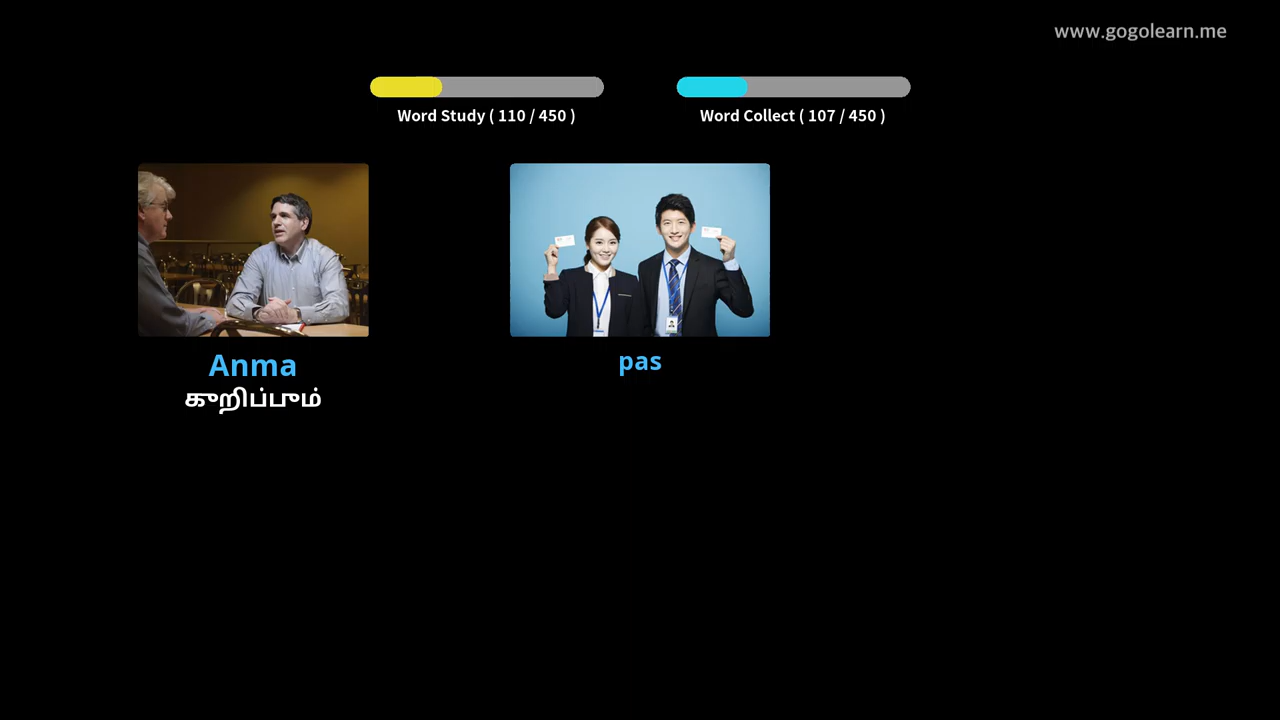 www.gogolearn.me
Word Study ( 110 / 450 )
Word Collect ( 107 / 450 )
Anma
குறிப்பும்
pas